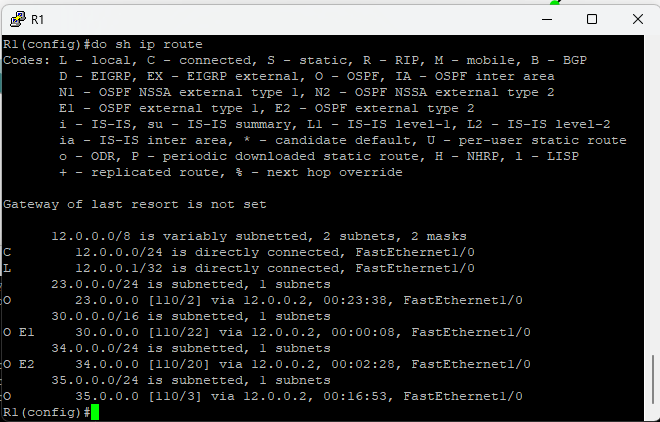 R1
R1(config)#do sh ip route
Codes: L - local, C - connected, S - static, R - RIP, M - mobile, B - BGP
       D - EIGRP, EX - EIGRP external, O - OSPF, IA - OSPF inter area
       N1 - OSPF NSSA external type 1, N2 - OSPF NSSA external type 2
       E1 - OSPF external type 1, E2 - OSPF external type 2
       i - IS-IS, su - IS-IS summary, L1 - IS-IS level-1, L2 - IS-IS level-2
       ia - IS-IS inter area, * - candidate default, U - per-user static route
       o - ODR, P - periodic downloaded static route, H - NHRP, l - LISP
       + - replicated route, % - next hop override
Gateway of last resort is not set
      12.0.0.0/8 is variably subnetted, 2 subnets, 2 masks
C        12.0.0.0/24 is directly connected, FastEthernet1/0
L        12.0.0.1/32 is directly connected, FastEthernet1/0
      23.0.0.0/24 is subnetted, 1 subnets
O        23.0.0.0 [110/2] via 12.0.0.2, 00:23:38, FastEthernet1/0
      30.0.0.0/16 is subnetted, 1 subnets
O E1     30.0.0.0 [110/22] via 12.0.0.2, 00:00:08, FastEthernet1/0
      34.0.0.0/24 is subnetted, 1 subnets
O E2     34.0.0.0 [110/20] via 12.0.0.2, 00:02:28, FastEthernet1/0
      35.0.0.0/24 is subnetted, 1 subnets
O        35.0.0.0 [110/3] via 12.0.0.2, 00:16:53, FastEthernet1/0
R1(config)#